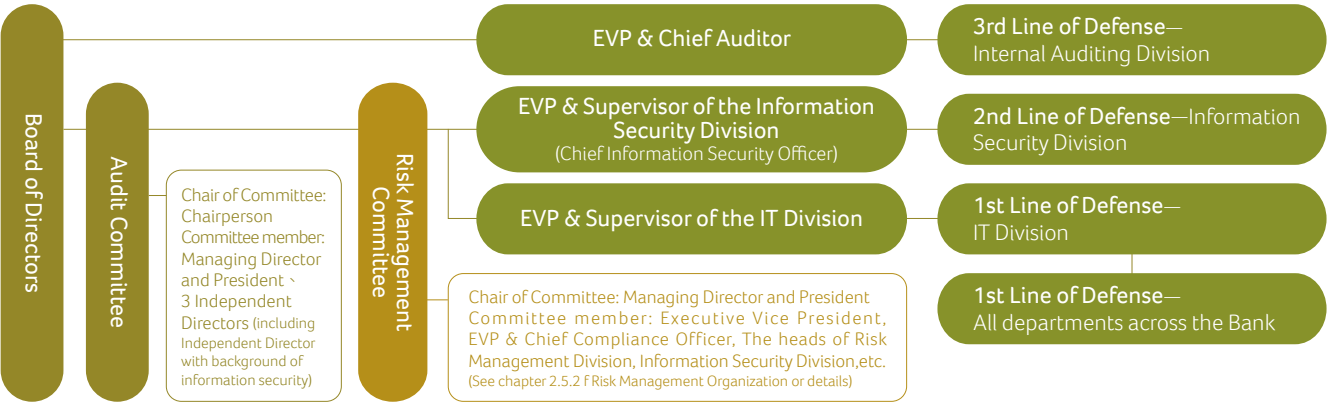 Board of Directors
Audit Committee
Chair of Committee:
Chairperson
Committee member:
Managing Director
and President、
3 Independent
Directors (including
Independent Director
with background of
information security)
Risk Management
Committee
Chair of Committee: Managing Director and President
Committee member: Executive Vice President,
EVP & Chief Compliance Officer, The heads of Risk
Management Division, Information Security Division,etc.
(See chapter 2.5.2 f Risk Management Organization or details)
EVP & Chief Auditor
3rd Line of Defense—
Internal Auditing Division
EVP & Supervisor of the Information
Security Division
(Chief Information Security Officer)
2nd Line of Defense—Information
Security Division
EVP & Supervisor of the IT Division
1st Line of Defense—
IT Division
1st Line of Defense—
All departments across the Bank